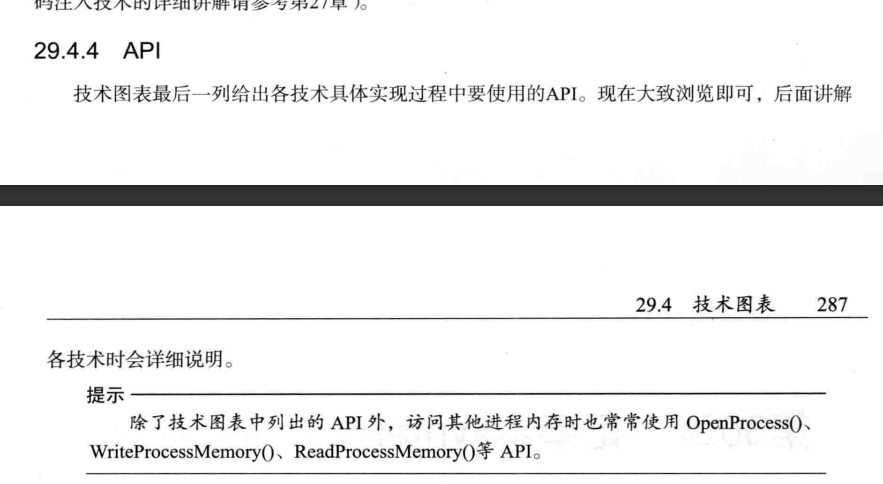 码注入技术的详细讲解请参考第27章）。
29.4.4 API
技术图表最后一列给出各技术具体实现过程中要使用的API。现在大致浏览即可，后面讲解
29.4 技术图表 287
各技术时会详细说明。
提示
除了技术图表中列出的 API 外，访问其他进程内存时也常常使用 OpenProcess()、
WriteProcessMemory()、ReadProcessMemory()等 API。